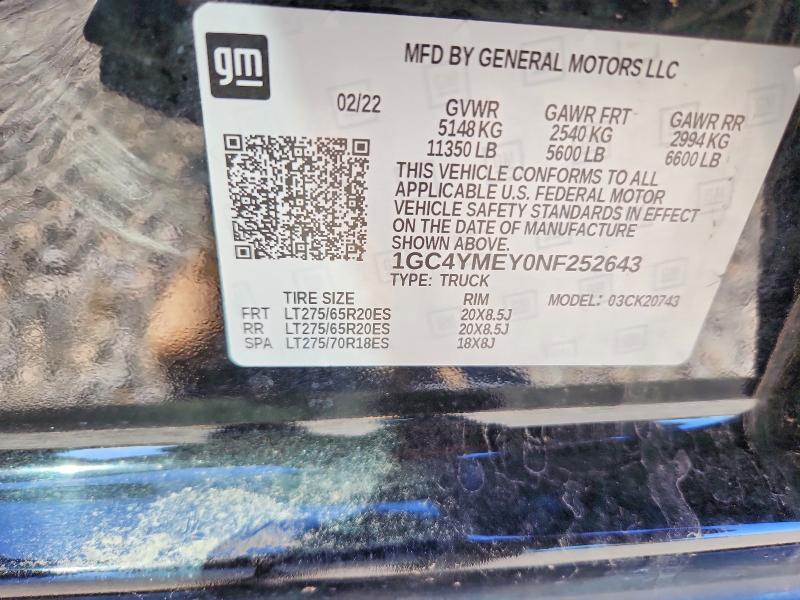 gm
MFD BY GENERAL MOTORS LLC
02/22
GVWR
5148 KG
11350 LB
GAWR FRT
2540 KG
5600 LB
GAWR RR
2994 KG
6600 LB
THIS VEHICLE CONFORMS TO ALL
APPLICABLE U.S. FEDERAL MOTOR
VEHICLE SAFETY STANDARDS IN EFFECT
ON THE DATE OF MANUFACTURE
SHOWN ABOVE.
1GC4YMEY0NF252643
TYPE: TRUCK
TIRE SIZE RIM MODEL: 03CK20743
FRT LT275/65R20ES 20X8.5J
RR LT275/65R20ES 20X8.5J
SPA LT275/70R18ES 18X8J